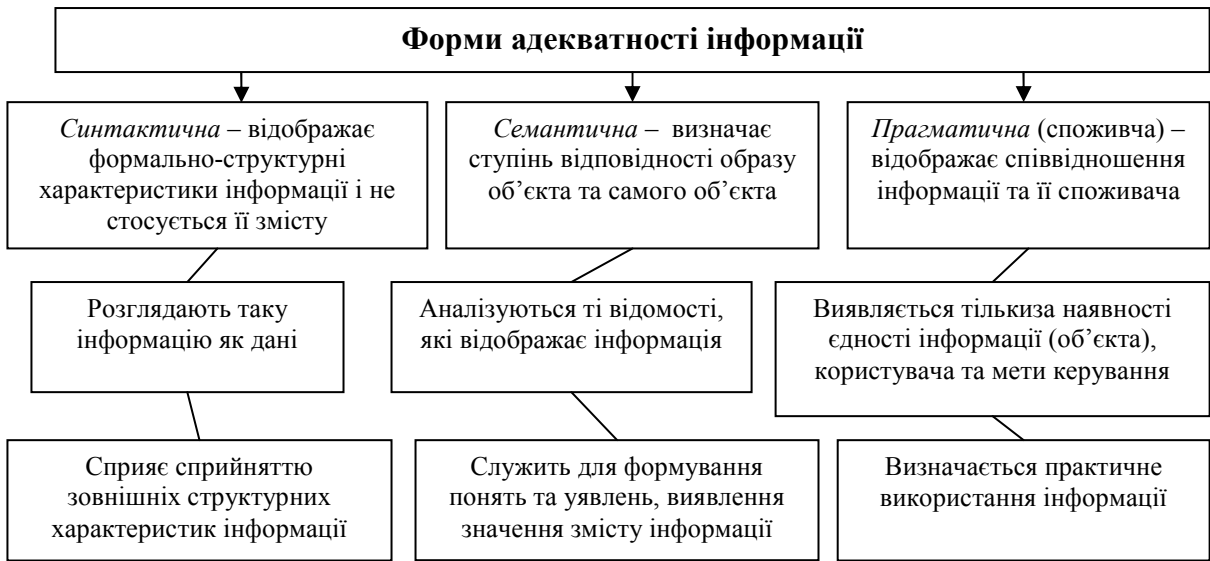 Форми адекватності інформації
Синтактична – відображає
формально-структурні
характеристики інформації і не
стосується її змісту
Семантична – визначає
ступінь відповідності образу
об’єкта та самого об’єкта
Прагматична (споживча) –
відображає співвідношення
інформації та її споживача
Розглядають таку
інформацію як дані
Аналізуються ті відомості,
які відображає інформація
Виявляється тількиза наявності
єдності інформації (об’єкта),
користувача та мети керування
Сприяє сприйняттю
зовнішніх структурних
характеристик інформації
Служить для формування
понять та уявлень, виявлення
значення змісту інформації
Визначається практичне
використання інформації